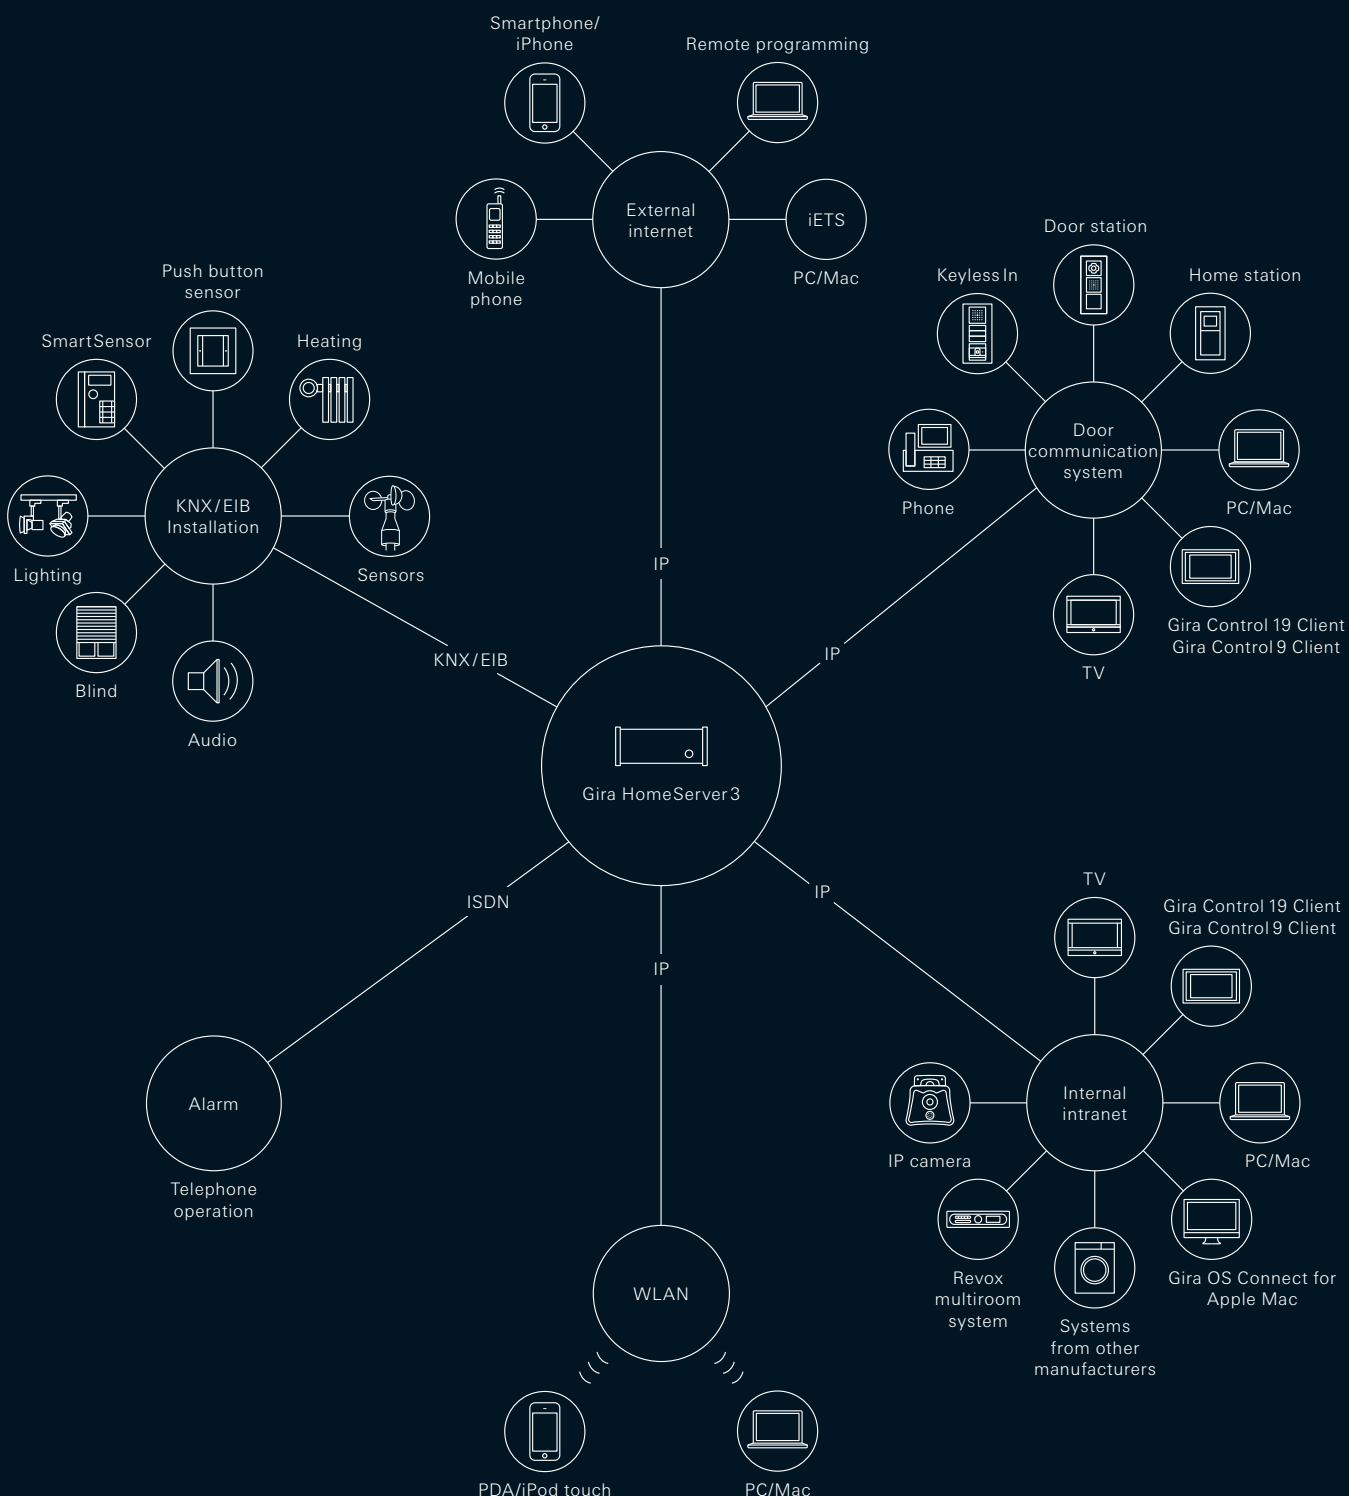 Smartphone/
iPhone
Remote programming
External
internet
iETS
Mobile
phone
PC/Mac
Push button
sensor
SmartSensor
Heating
KNX/EIB
Installation
Lighting
Sensors
Blind
Audio
Door station
Keyless In
Home station
Door
communication
system
Phone
PC/Mac
Gira Control 19 Client
Gira Control 9 Client
TV
IP
KNX/EIB
IP
Gira HomeServer 3
ISDN
IP
IP
TV
Gira Control 19 Client
Gira Control 9 Client
Alarm
Telephone
operation
Internal
intranet
IP camera
PC/Mac
Revox
multiroom
system
Gira OS Connect for
Apple Mac
Systems
from other
manufacturers
WLAN
PDA/iPod touch
PC/Mac